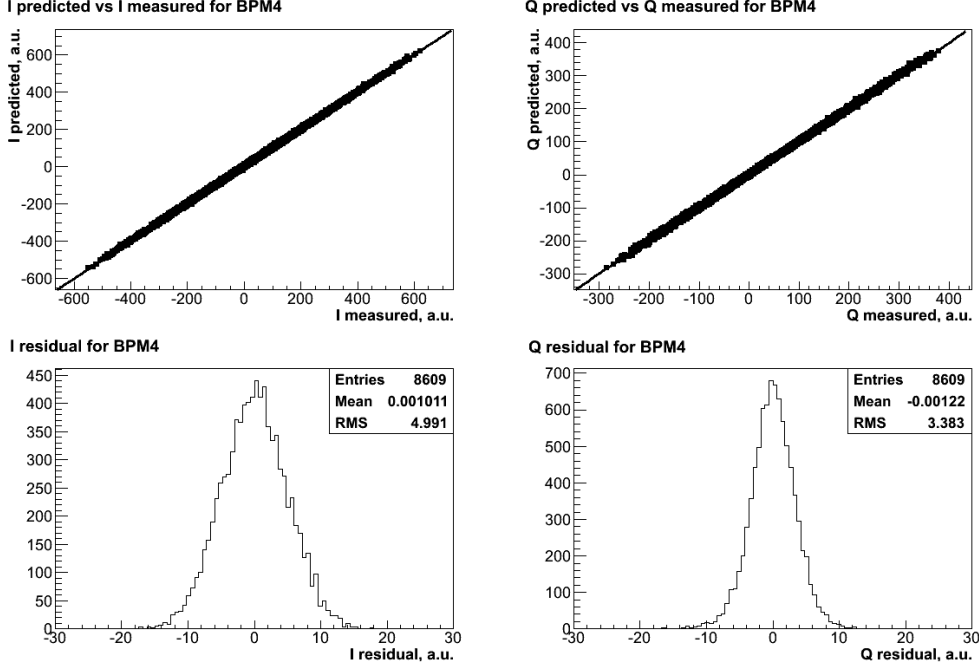 I predicted vs I measured for BPM4
I predicted, a.u.
600
400
200
0
-200
-400
-600
-600 -400 -200 0 200 400 600
I measured, a.u.
Q predicted vs Q measured for BPM4
Q predicted, a.u.
400
300
200
100
0
-100
-200
-300
-300 -200 -100 0 100 200 300 400
Q measured, a.u.
I residual for BPM4
450
400
350
300
250
200
150
100
50
0
Entries 8609
Mean 0.001011
RMS 4.991
-30 -20 -10 0 10 20 30
I residual, a.u.
Q residual for BPM4
700
600
500
400
300
200
100
0
Entries 8609
Mean -0.00122
RMS 3.383
-30 -20 -10 0 10 20 30
Q residual, a.u.